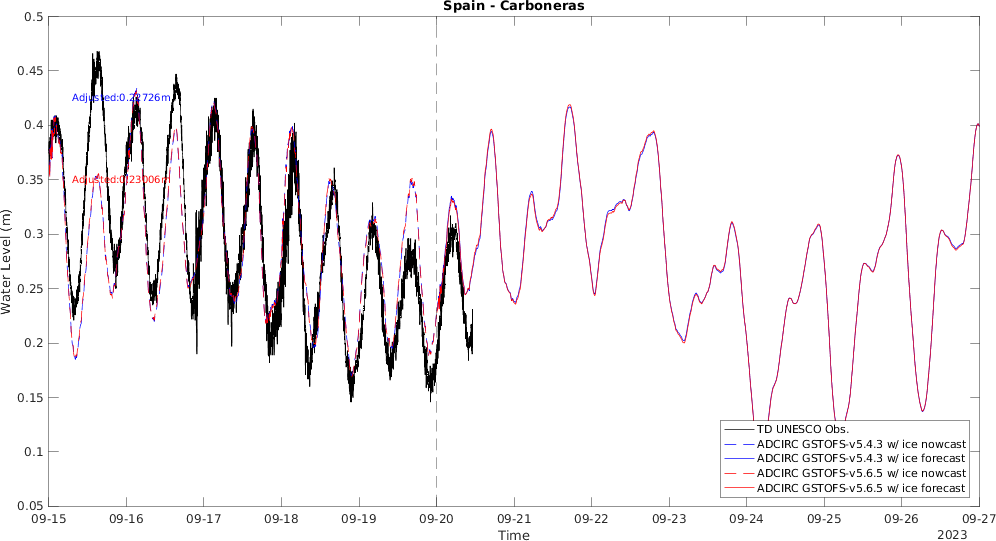 Spain - Carboneras
0.5
0.45
0.4
0.35
0.3
0.25
0.2
0.15
0.1
0.05
Water Level (m)
Adjusted:0.22726m
Adjusted:0.23006m
TD UNESCO Obs.
ADCIRC GSTOFS-v5.4.3 w/ ice nowcast
ADCIRC GSTOFS-v5.4.3 w/ ice forecast
ADCIRC GSTOFS-v5.6.5 w/ ice nowcast
ADCIRC GSTOFS-v5.6.5 w/ ice forecast
09-15 09-16 09-17 09-18 09-19 09-20 09-21 09-22 09-23 09-24 09-25 09-26 09-27
Time
2023